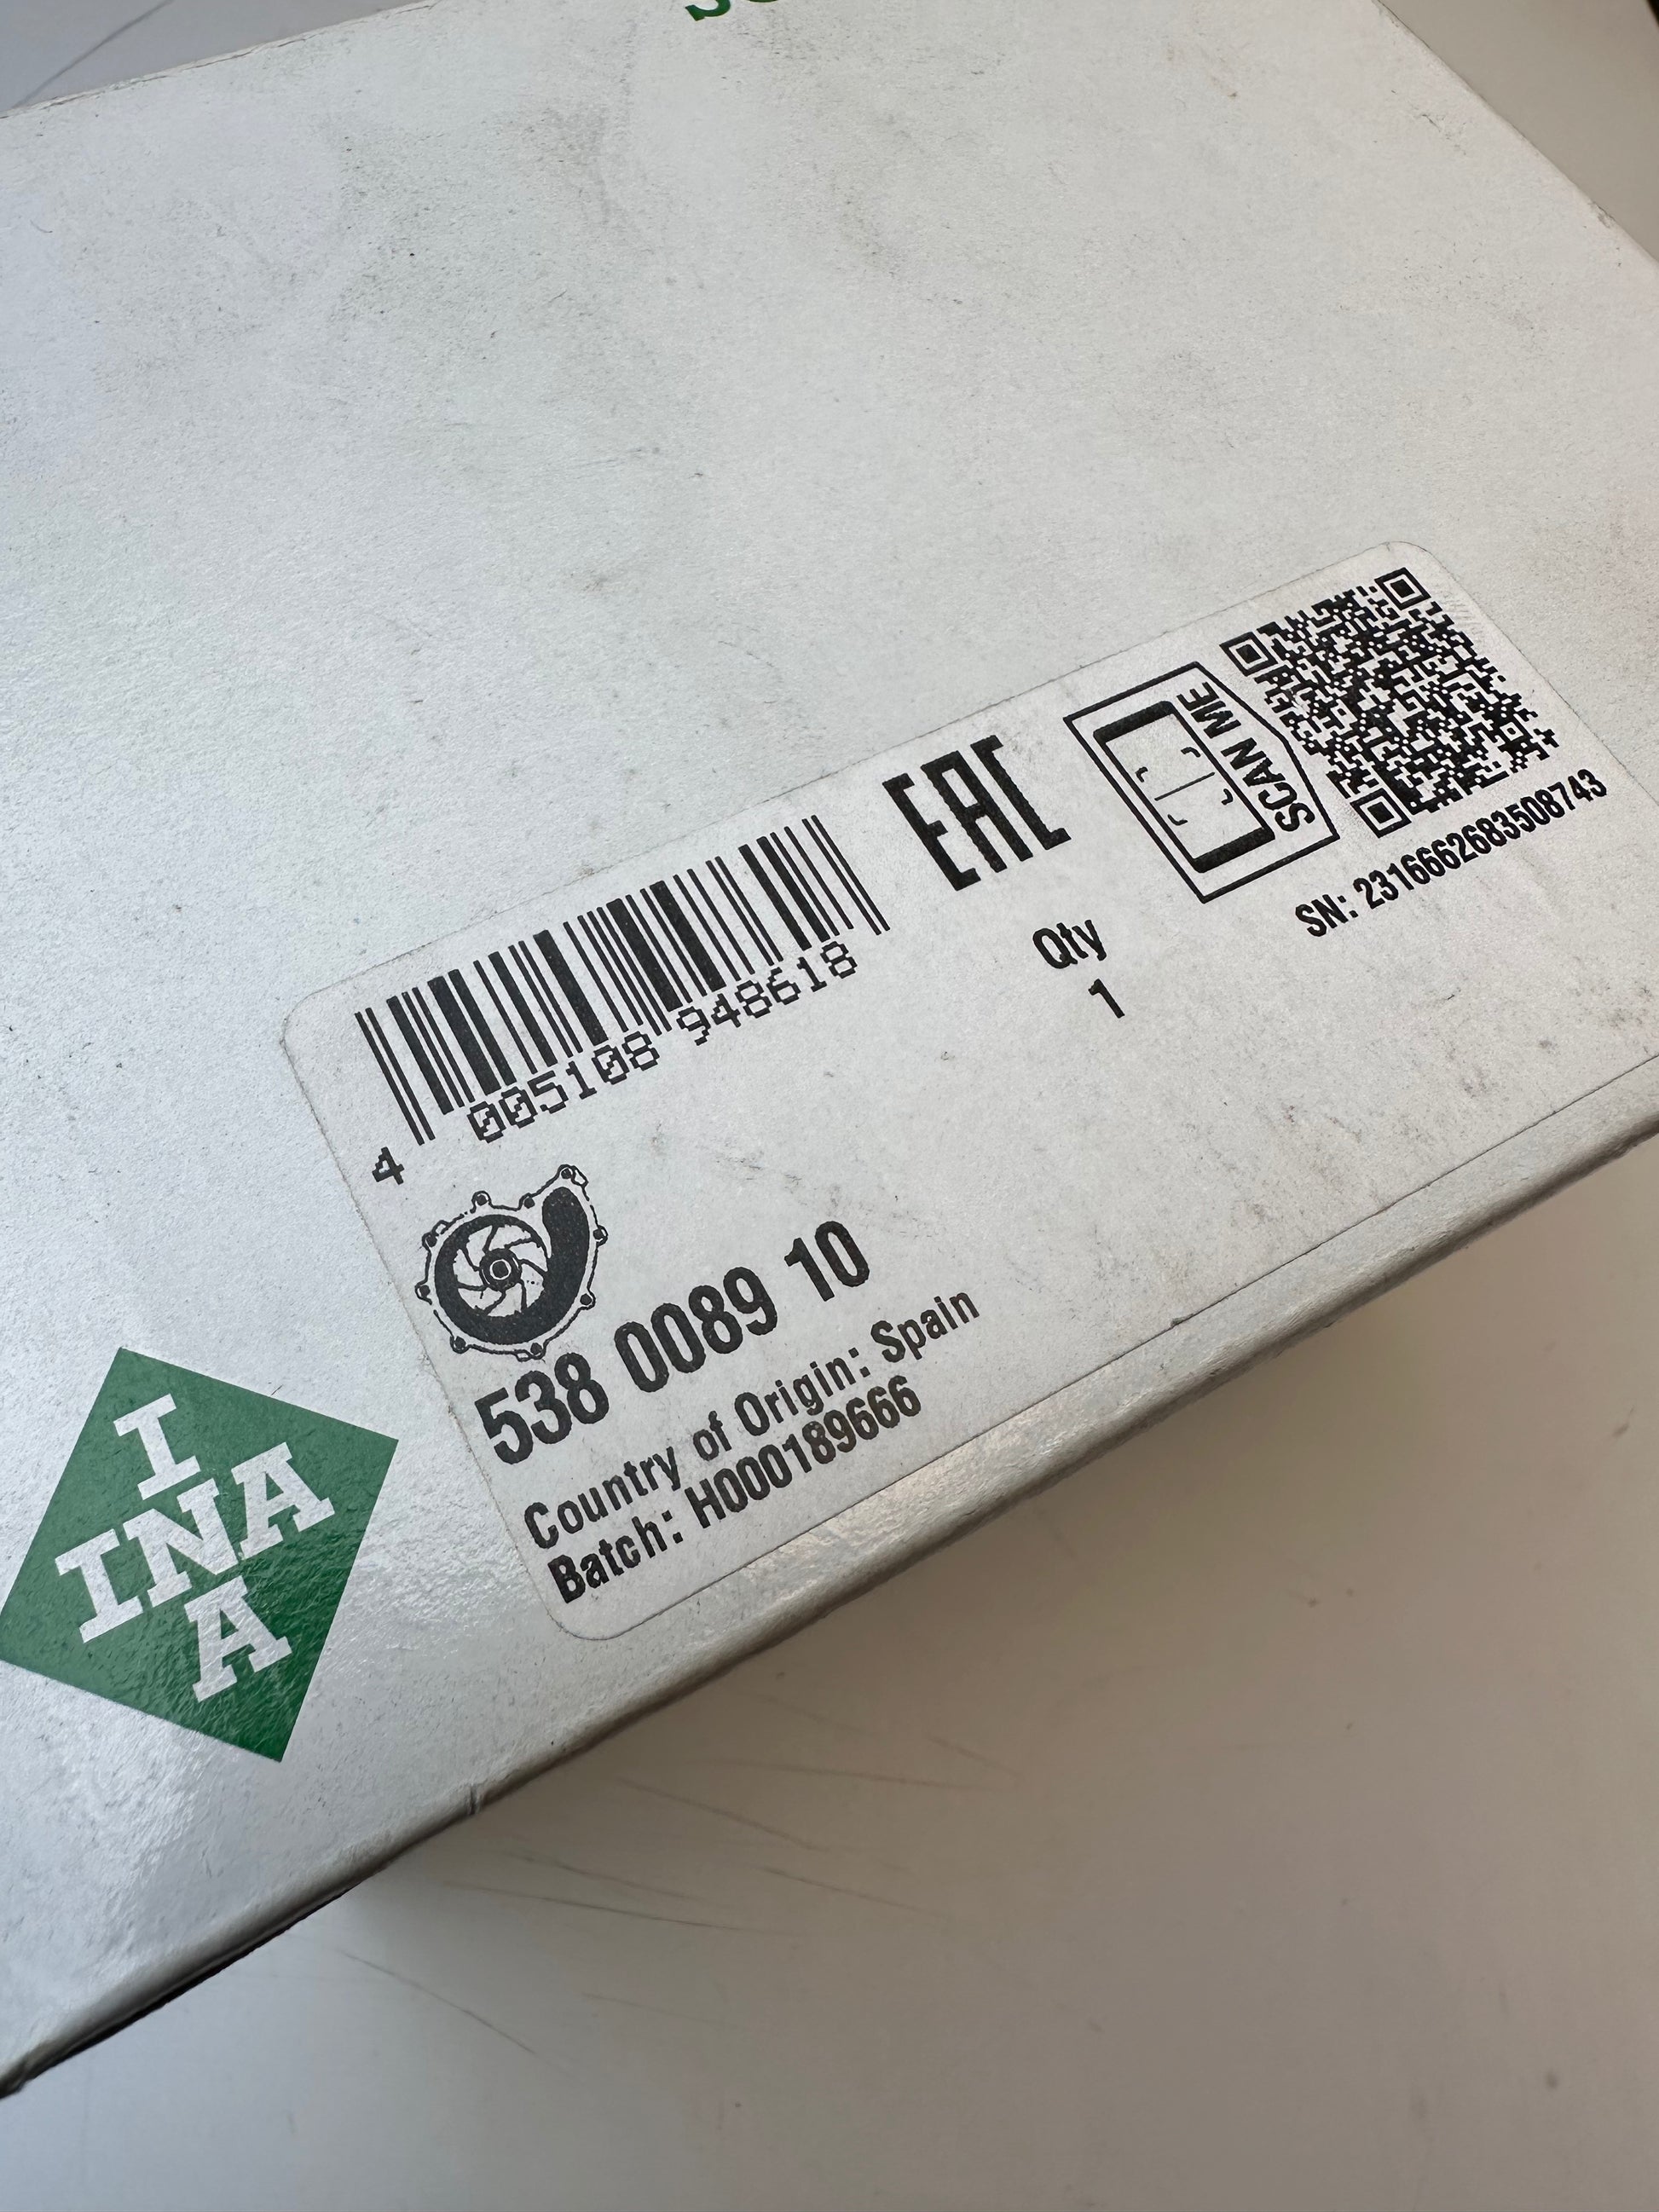 4 005108 948618
EAC
SCAN ME
Qty
1
SN: 2316662683508743
538 0089 10
Country of Origin: Spain
Batch: H000189666
I
INA
A